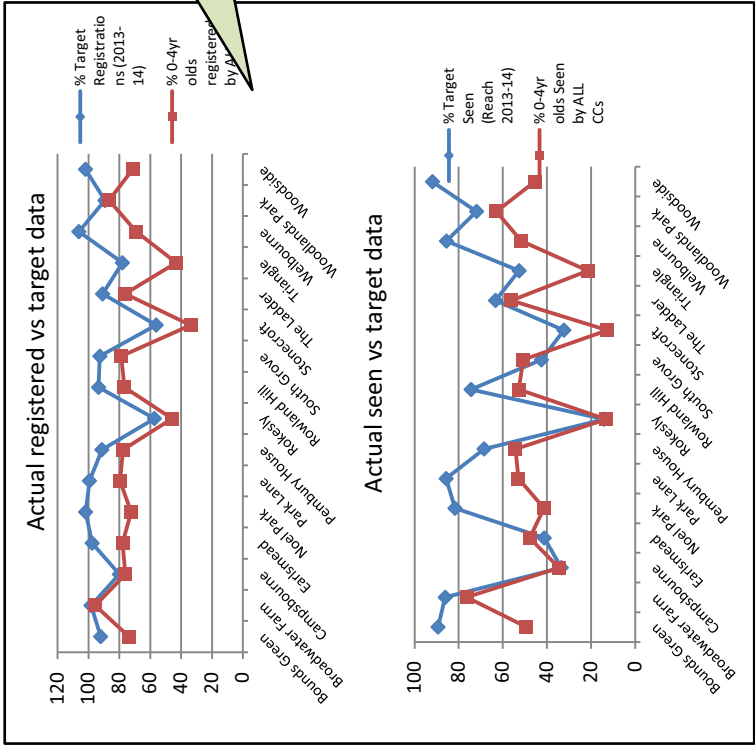 Actual registered vs target data
120
100
80
60
40
20
0
Bounds Green
Broadwater Farm
Campsbourne
Earlsmead
Noel Park
Park Lane
Pembury House
Rokesly
Rowland Hill
South Grove
Stonecroft
The Ladder
Triangle
Welbourne
Woodlands Park
Woodside
% Target
Registratio
ns (2013-
14)
% 0-4yr
olds
registered
by
Actual seen vs target data
100
80
60
40
20
0
Bounds Green
Broadwater Farm
Campsbourne
Earlsmead
Noel Park
Park Lane
Pembury House
Rokesly
Rowland Hill
South Grove
Stonecroft
The Ladder
Triangle
Welbourne
Woodlands Park
Woodside
% Target
Seen
(Reach
2013-14)
% 0-4yr
olds Seen
by ALL
CCs